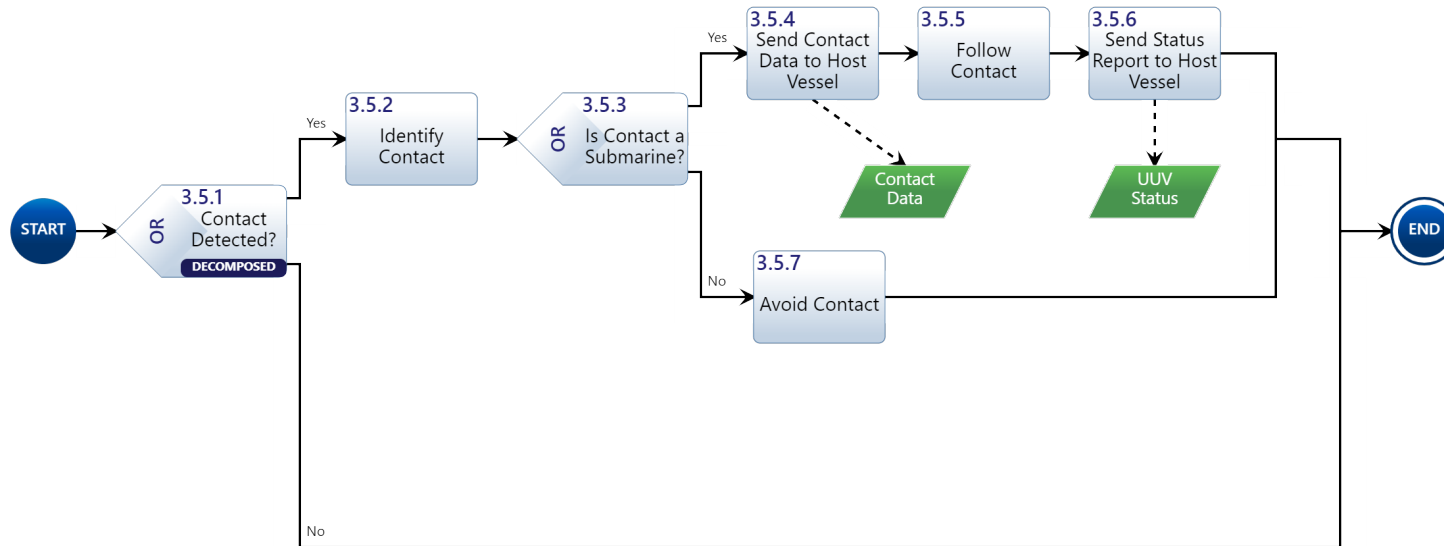 START
3.5.1
OR
Contact
Detected?
DECOMPOSED
Yes
No
3.5.2
Identify
Contact
3.5.3
OR
Is Contact a
Submarine?
Yes
No
3.5.4
Send Contact
Data to Host
Vessel
3.5.5
Follow
Contact
3.5.6
Send Status
Report to Host
Vessel
Contact
Data
UUV
Status
3.5.7
Avoid Contact
END